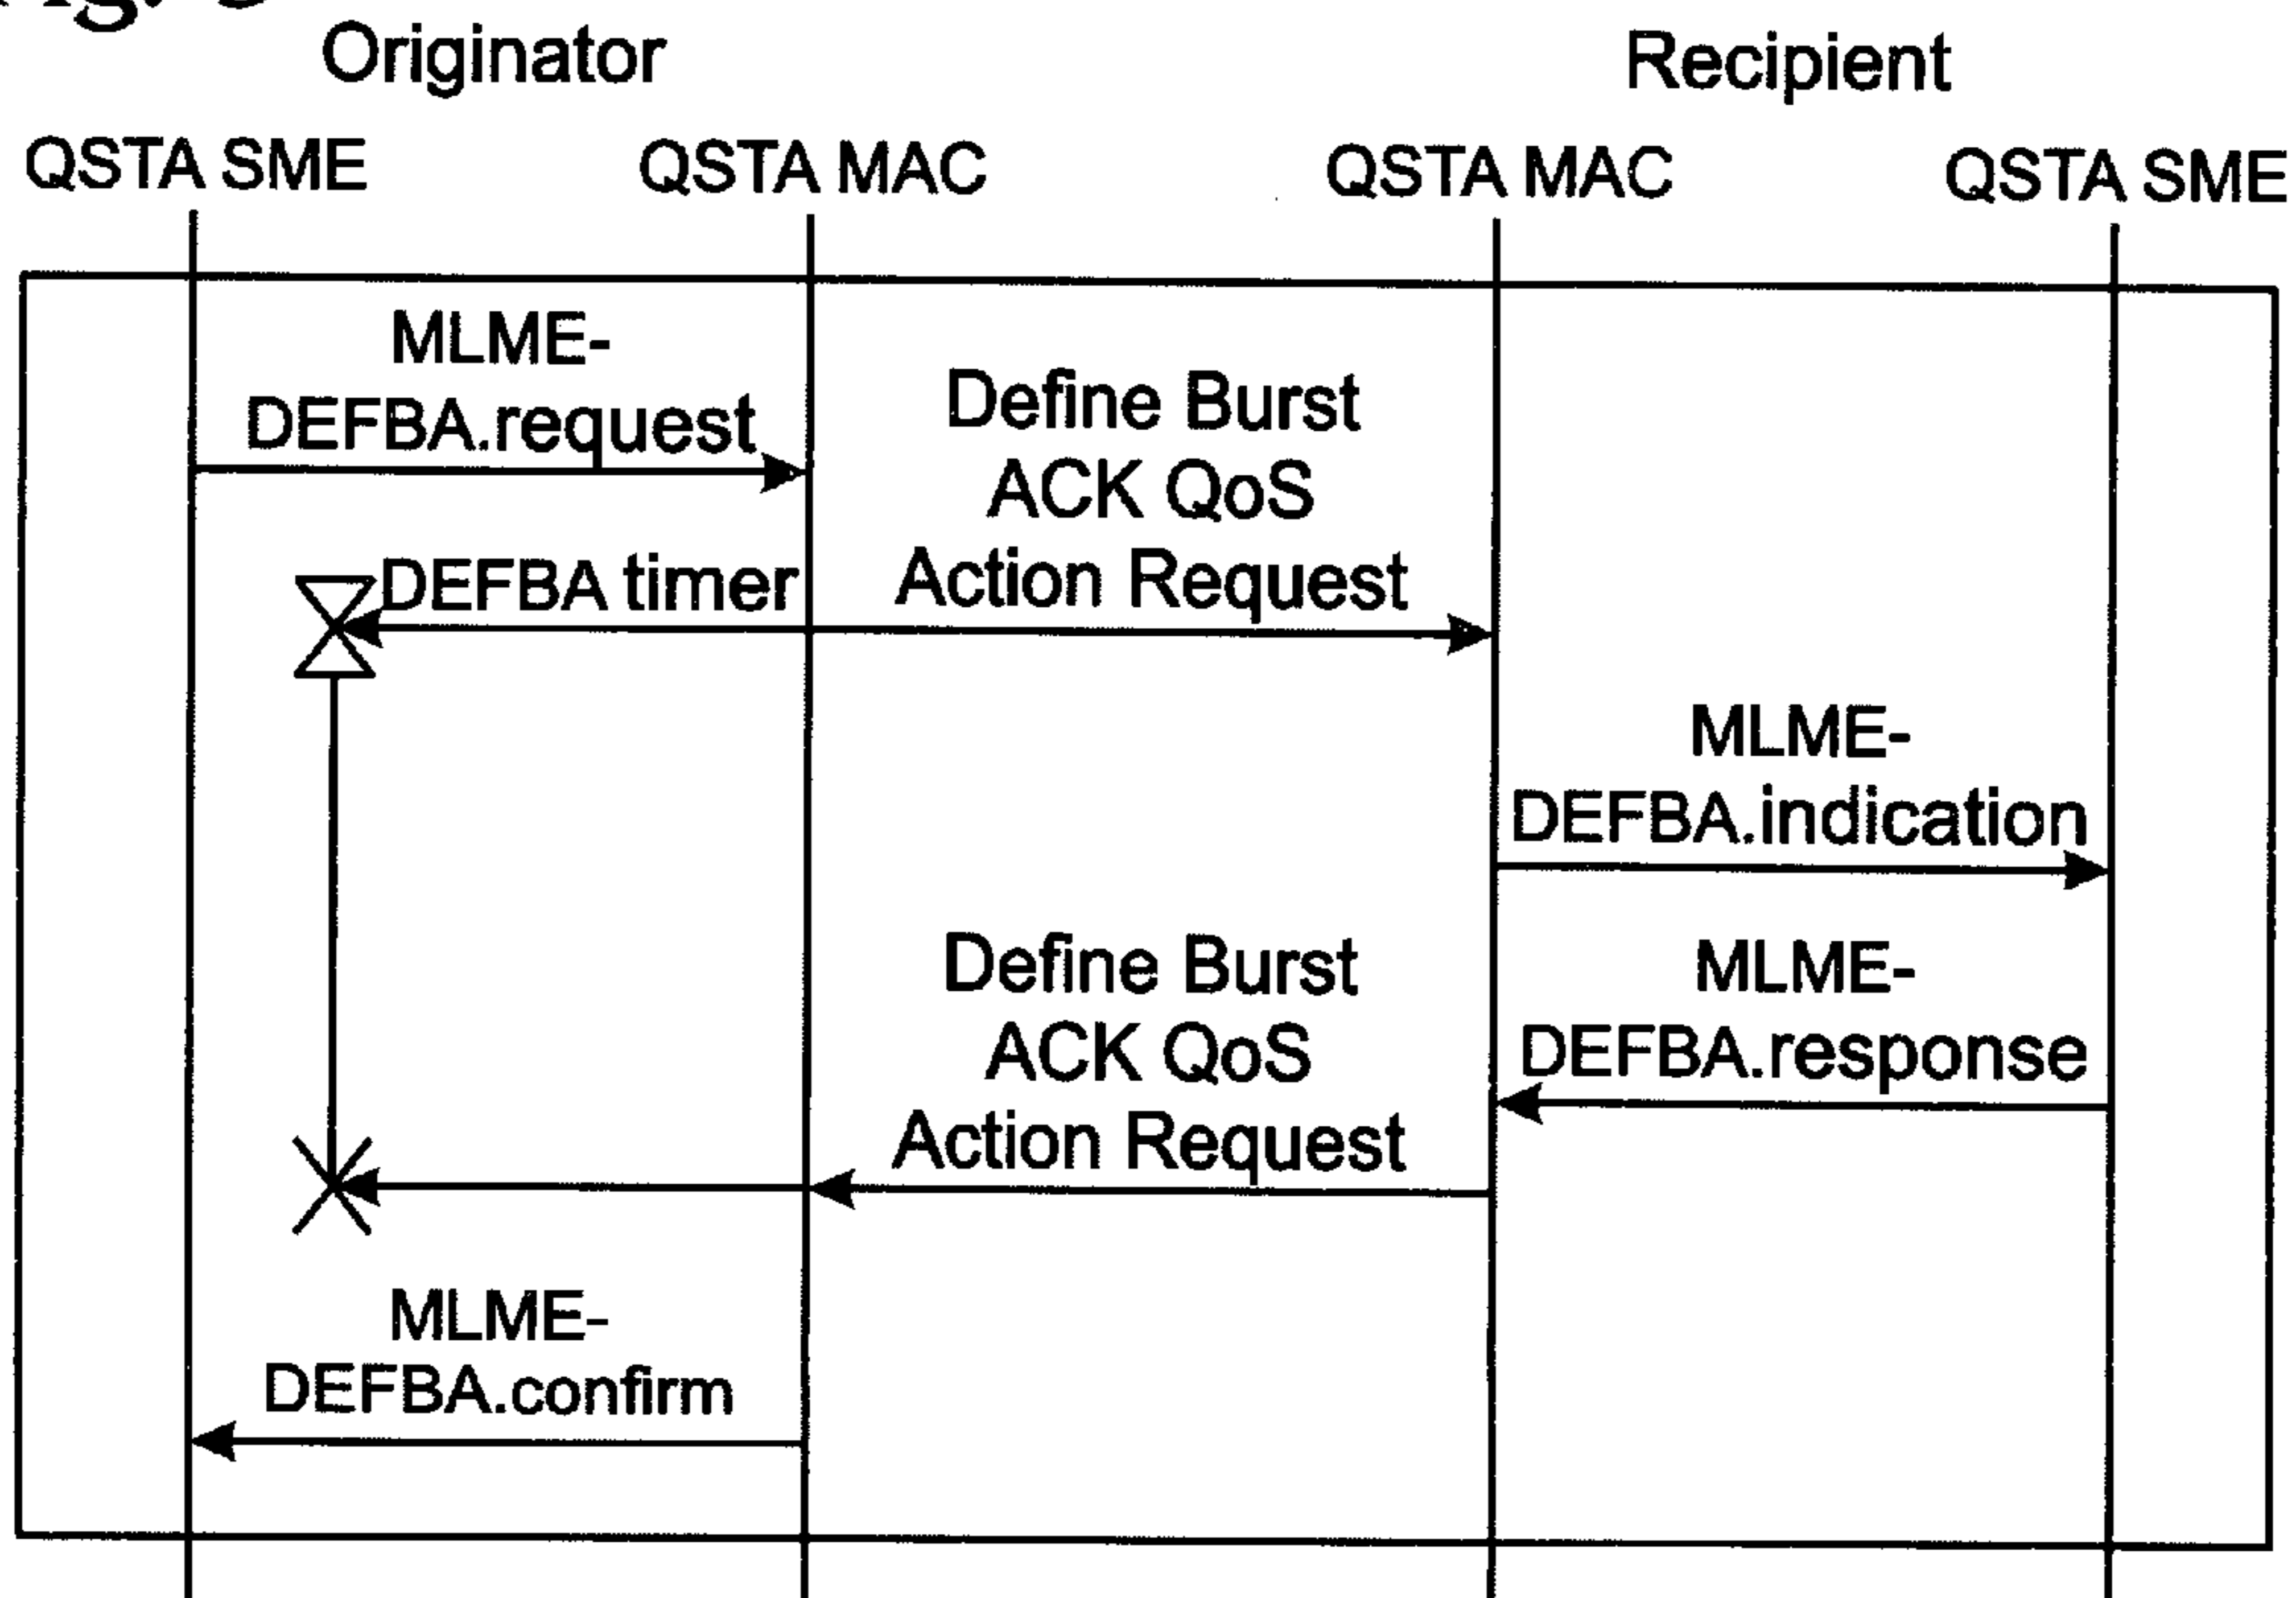 Originator
Recipient
QSTA SME
QSTA MAC
QSTA MAC
QSTA SME
MLME-
DEFBA.request
Define Burst
ACK QoS
Action Request
DEFBA timer
MLME-
DEFBA.indication
MLME-
DEFBA.response
Define Burst
ACK QoS
Action Request
MLME-
DEFBA.confirm